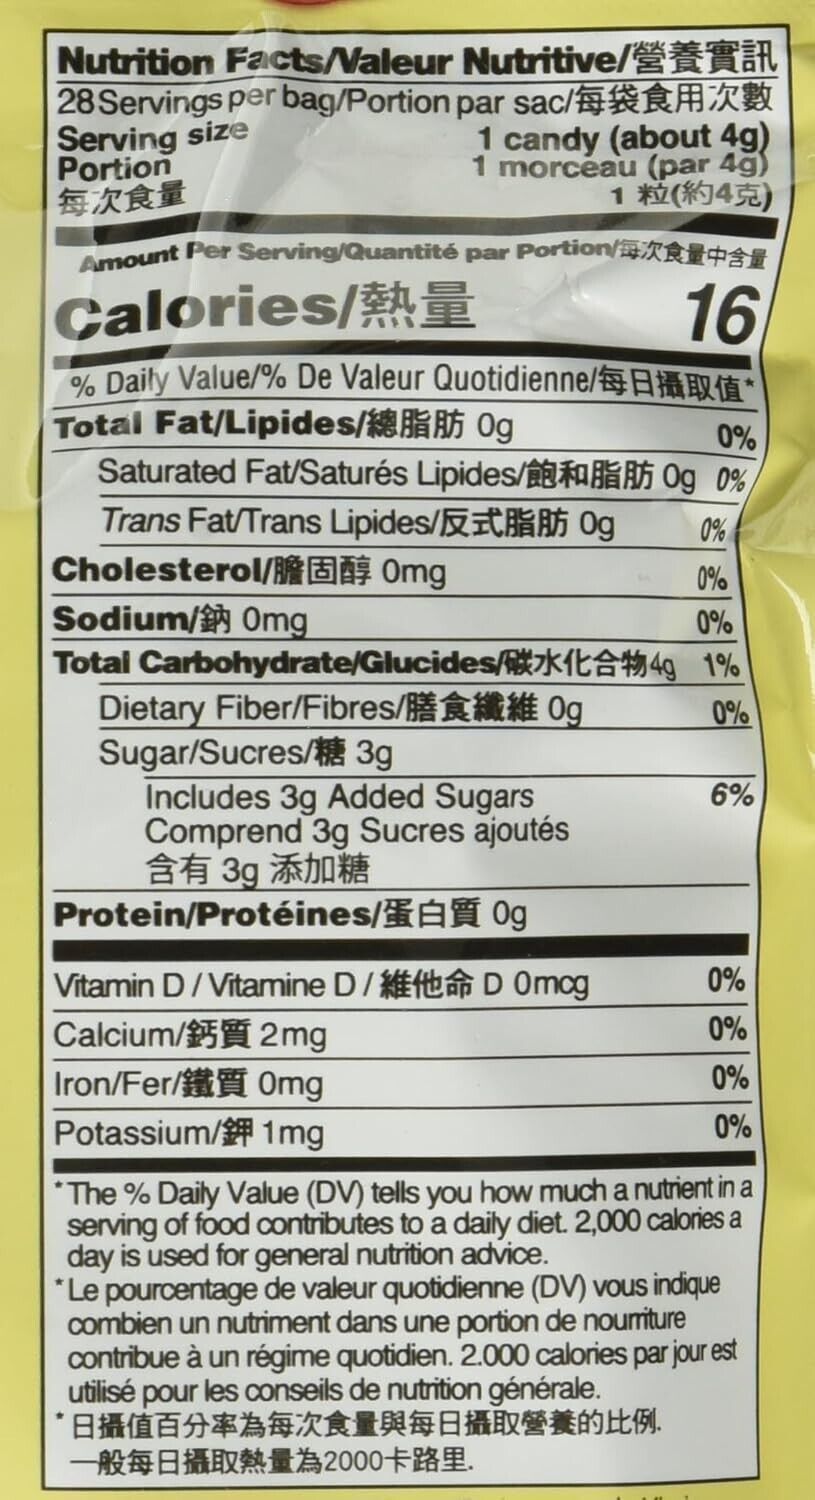 Nutrition Facts/Valeur Nutritive/營養實訊
28 Servings per bag/Portion par sac/每袋食用次數
Serving size 1 candy (about 4g)
Portion 1 morceau (par 4g)
每次食量 1 粒(約4克)
Amount Per Serving/Quantité par Portion/每次食量中含量
Calories/熱量 16
% Daily Value/% De Valeur Quotidienne/每日攝取值*
Total Fat/Lipides/總脂肪 0g 0%
Saturated Fat/Saturés Lipides/飽和脂肪 0g 0%
Trans Fat/Trans Lipides/反式脂肪 0g 0%
Cholesterol/膽固醇 0mg 0%
Sodium/鈉 0mg 0%
Total Carbohydrate/Glucides/碳水化合物4g 1%
Dietary Fiber/Fibres/膳食纖維 0g 0%
Sugar/Sucres/糖 3g
Includes 3g Added Sugars 6%
Comprend 3g Sucres ajoutés
含有 3g 添加糖
Protein/Protéines/蛋白質 0g
Vitamin D / Vitamine D / 維他命 D 0mcg 0%
Calcium/鈣質 2mg 0%
Iron/Fer/鐵質 0mg 0%
Potassium/鉀 1mg 0%
*The % Daily Value (DV) tells you how much a nutrient in a
serving of food contributes to a daily diet. 2,000 calories a
day is used for general nutrition advice.
*Le pourcentage de valeur quotidienne (DV) vous indique
combien un nutriment dans une portion de nourriture
contribue à un régime quotidien. 2.000 calories par jour est
utilisé pour les conseils de nutrition générale.
*日攝值百分率為每次食量與每日攝取營養的比例.
一般每日攝取熱量為2000卡路里.